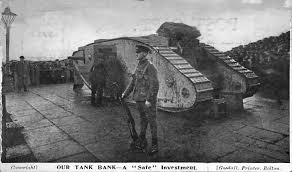 (Copyright) OUR TANK BANK—A "Safe" Investment. [Goodall, Printer, Bolton.